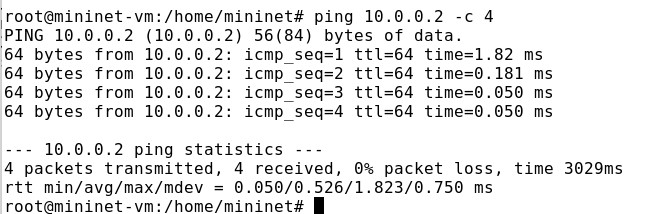 root@mininet-vm:/home/mininet# ping 10.0.0.2 -c 4
PING 10.0.0.2 (10.0.0.2) 56(84) bytes of data.
64 bytes from 10.0.0.2: icmp_seq=1 ttl=64 time=1.82 ms
64 bytes from 10.0.0.2: icmp_seq=2 ttl=64 time=0.181 ms
64 bytes from 10.0.0.2: icmp_seq=3 ttl=64 time=0.050 ms
64 bytes from 10.0.0.2: icmp_seq=4 ttl=64 time=0.050 ms
--- 10.0.0.2 ping statistics ---
4 packets transmitted, 4 received, 0% packet loss, time 3029ms
rtt min/avg/max/mdev = 0.050/0.526/1.823/0.750 ms
root@mininet-vm:/home/mininet#